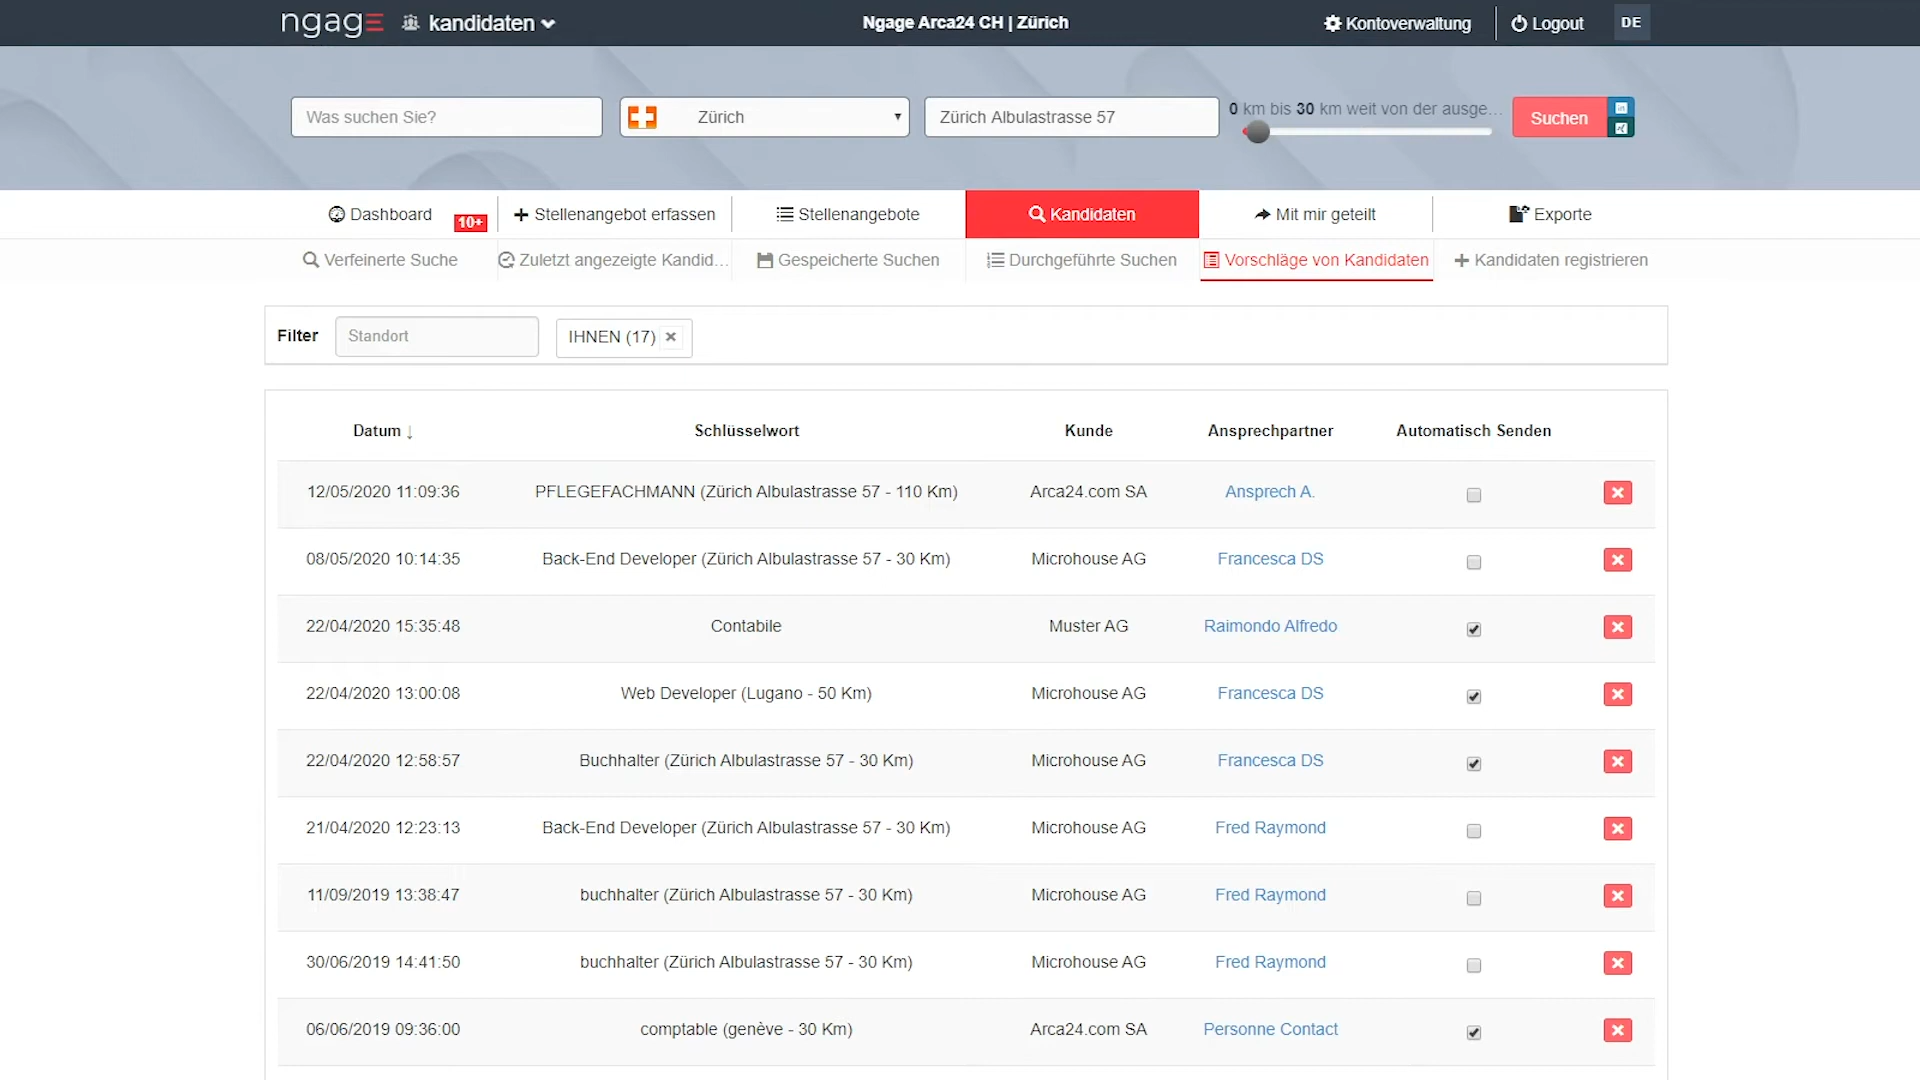 ngage kandidaten Ngage Arca24 CH | Zürich Kontoverwaltung Logout DE
Was suchen Sie? Zürich Zürich Albulastrasse 57 0 km bis 30 km weit von der ausge... Suchen
Dashboard 10+ Stellenangebot erfassen Stellenangebote Kandidaten Mit mir geteilt Exporte
Verfeinerte Suche Zuletzt angezeigte Kandid... Gespeicherte Suchen Durchgeführte Suchen Vorschläge von Kandidaten Kandidaten registrieren
Filter Standort IHNEN (17)
Datum ↓ Schlüsselwort Kunde Ansprechpartner Automatisch Senden
12/05/2020 11:09:36 PFLEGEFACHMANN (Zürich Albulastrasse 57 - 110 Km) Arca24.com SA Ansprech A.
08/05/2020 10:14:35 Back-End Developer (Zürich Albulastrasse 57 - 30 Km) Microhouse AG Francesca DS
22/04/2020 15:35:48 Contabile Muster AG Raimondo Alfredo
22/04/2020 13:00:08 Web Developer (Lugano - 50 Km) Microhouse AG Francesca DS
22/04/2020 12:58:57 Buchhalter (Zürich Albulastrasse 57 - 30 Km) Microhouse AG Francesca DS
21/04/2020 12:23:13 Back-End Developer (Zürich Albulastrasse 57 - 30 Km) Microhouse AG Fred Raymond
11/09/2019 13:38:47 buchhalter (Zürich Albulastrasse 57 - 30 Km) Microhouse AG Fred Raymond
30/06/2019 14:41:50 buchhalter (Zürich Albulastrasse 57 - 30 Km) Microhouse AG Fred Raymond
06/06/2019 09:36:00 comptable (genève - 30 Km) Arca24.com SA Personne Contact